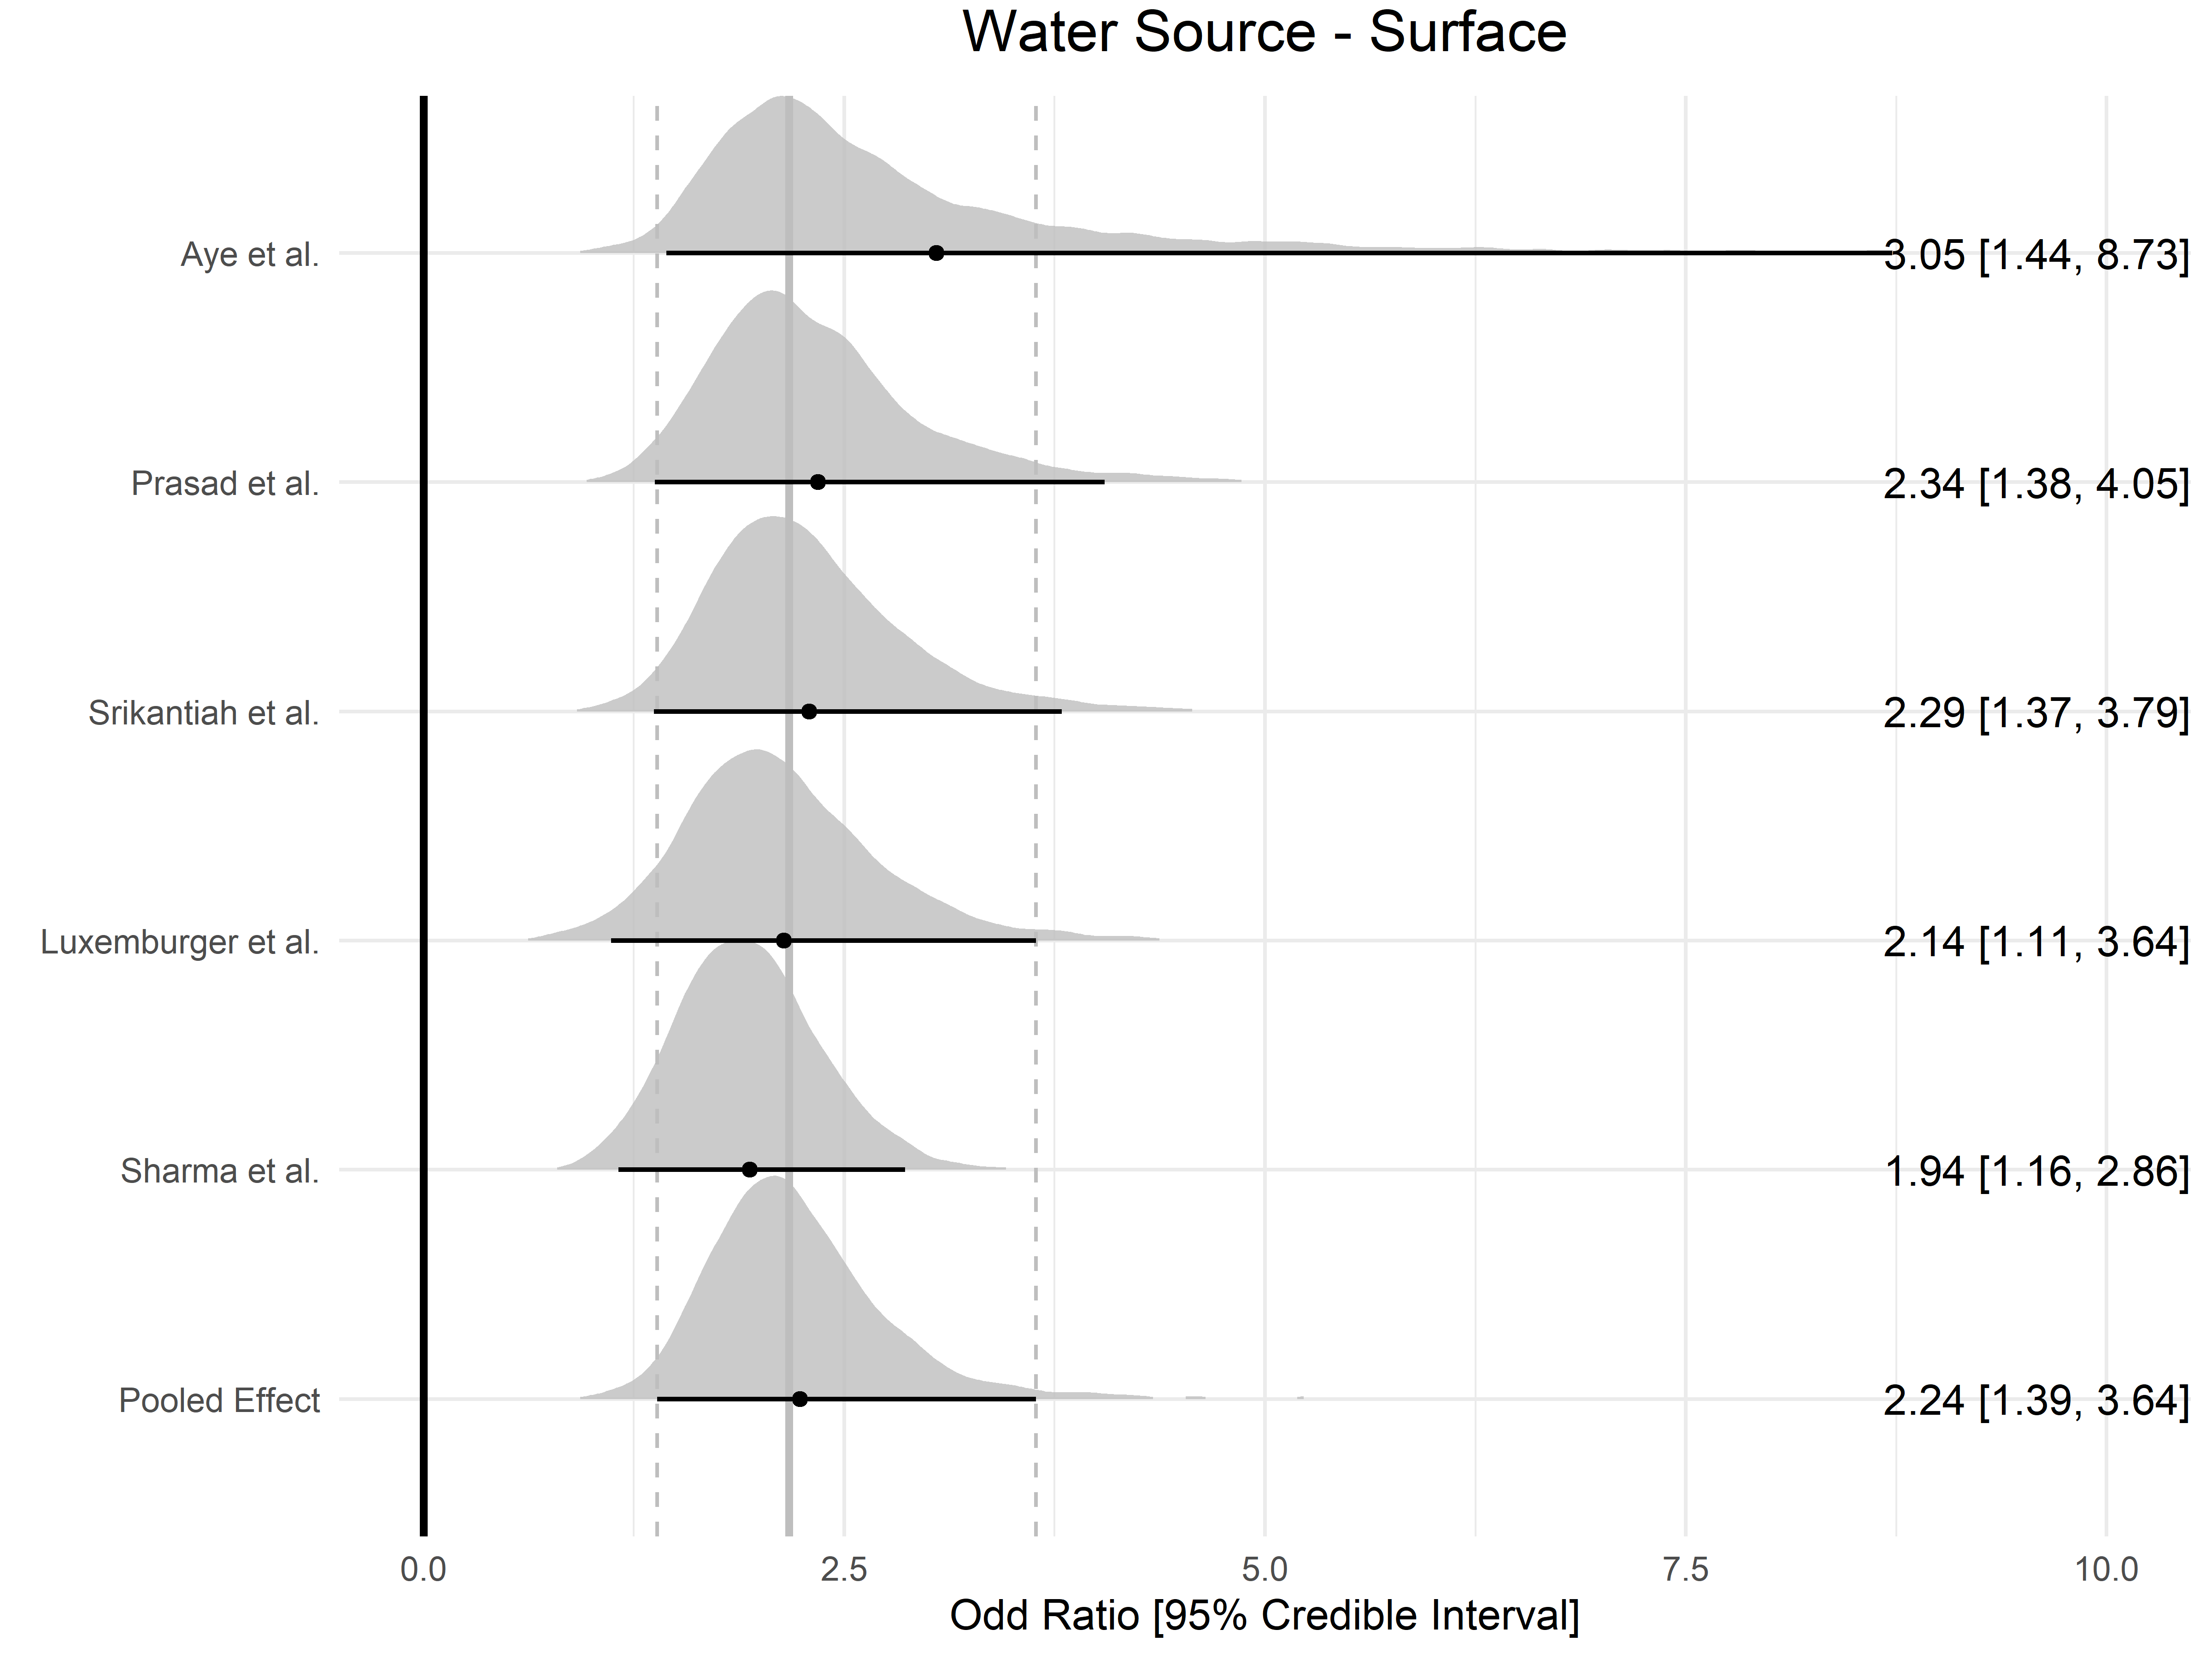 Water Source - Surface
Aye et al.
3.05 [1.44, 8.73]
Prasad et al.
2.34 [1.38, 4.05]
Srikantiah et al.
2.29 [1.37, 3.79]
Luxemburger et al.
2.14 [1.11, 3.64]
Sharma et al.
1.94 [1.16, 2.86]
Pooled Effect
2.24 [1.39, 3.64]
0.0 2.5 5.0 7.5 10.0
Odd Ratio [95% Credible Interval]